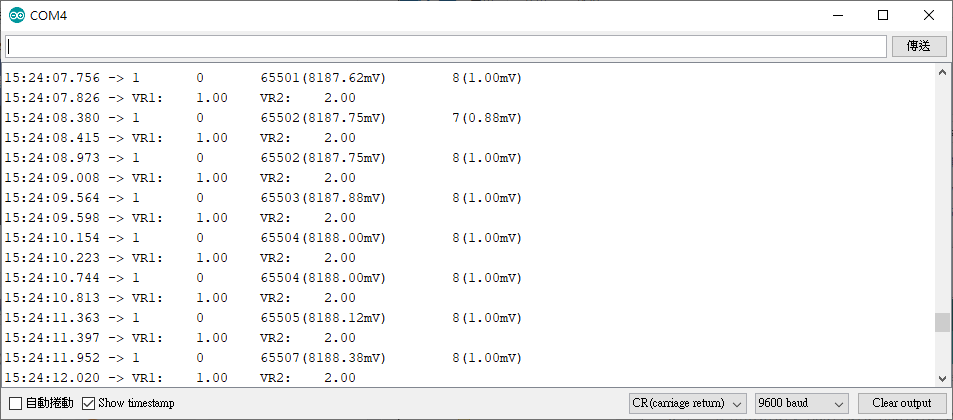 COM4
傳送
15:24:07.756 -> 1 0 65501(8187.62mV) 8(1.00mV)
15:24:07.826 -> VR1: 1.00 VR2: 2.00
15:24:08.380 -> 1 0 65502(8187.75mV) 7(0.88mV)
15:24:08.415 -> VR1: 1.00 VR2: 2.00
15:24:08.973 -> 1 0 65502(8187.75mV) 8(1.00mV)
15:24:09.008 -> VR1: 1.00 VR2: 2.00
15:24:09.564 -> 1 0 65503(8187.88mV) 8(1.00mV)
15:24:09.598 -> VR1: 1.00 VR2: 2.00
15:24:10.154 -> 1 0 65504(8188.00mV) 8(1.00mV)
15:24:10.223 -> VR1: 1.00 VR2: 2.00
15:24:10.744 -> 1 0 65504(8188.00mV) 8(1.00mV)
15:24:10.813 -> VR1: 1.00 VR2: 2.00
15:24:11.363 -> 1 0 65505(8188.12mV) 8(1.00mV)
15:24:11.397 -> VR1: 1.00 VR2: 2.00
15:24:11.952 -> 1 0 65507(8188.38mV) 8(1.00mV)
15:24:12.020 -> VR1: 1.00 VR2: 2.00
自動捲動 Show timestamp CR(carriage return) 9600 baud Clear output